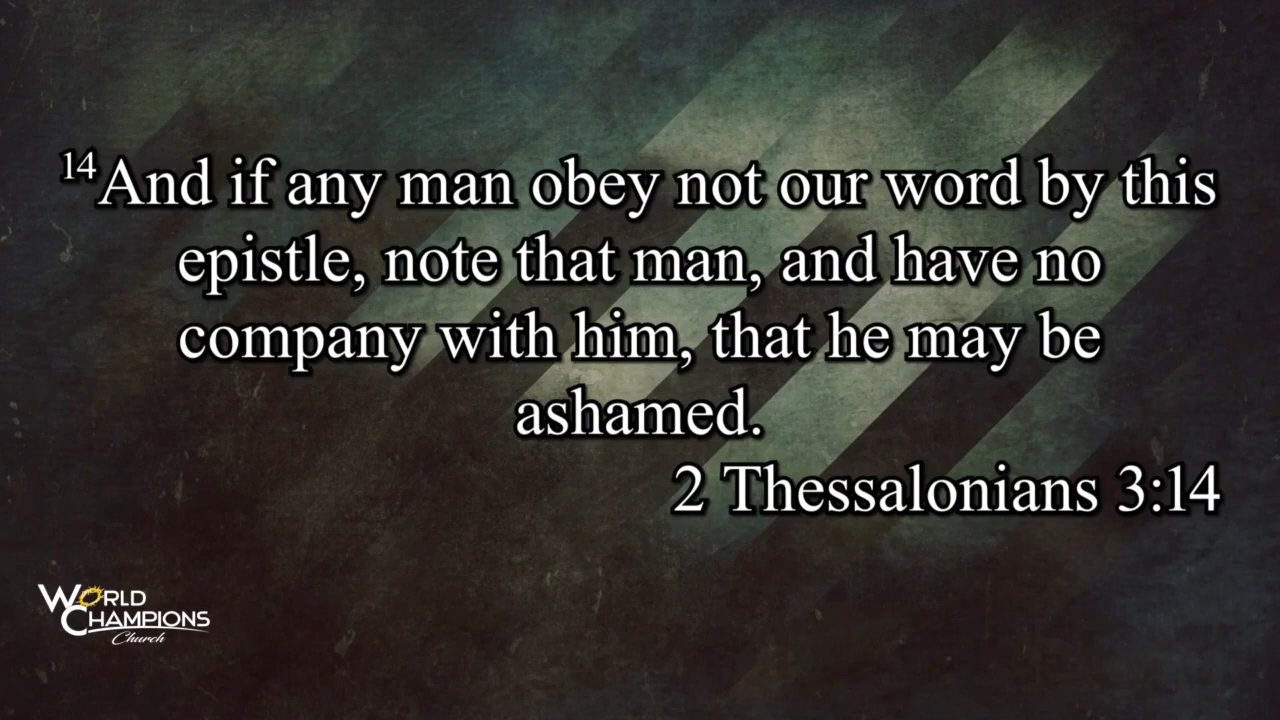 14And if any man obey not our word by this
epistle, note that man, and have no
company with him, that he may be
ashamed.
2 Thessalonians 3:14
WORLD
CHAMPIONS
Church